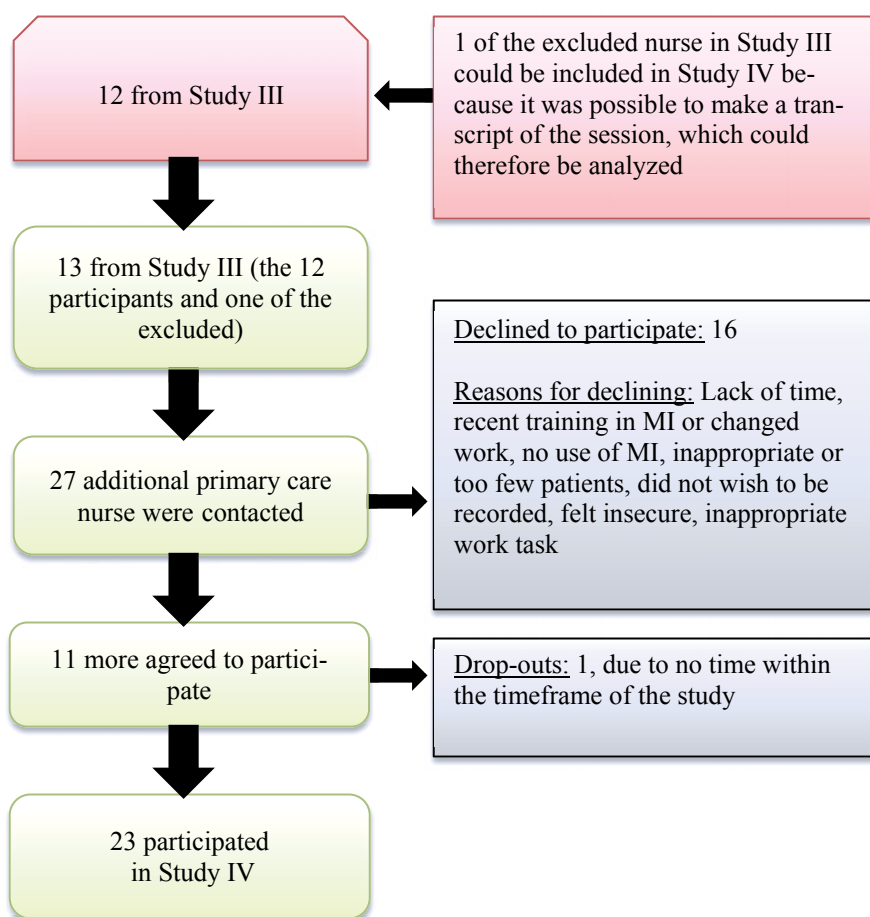 12 from Study III
1 of the excluded nurse in Study III
could be included in Study IV be-
cause it was possible to make a tran-
script of the session, which could
therefore be analyzed
13 from Study III (the 12
participants and one of the
excluded)
Declined to participate: 16
Reasons for declining: Lack of time,
recent training in MI or changed
work, no use of MI, inappropriate or
too few patients, did not wish to be
recorded, felt insecure, inappropriate
work task
27 additional primary care
nurse were contacted
11 more agreed to partici-
pate
Drop-outs: 1, due to no time within
the timeframe of the study
23 participated
in Study IV